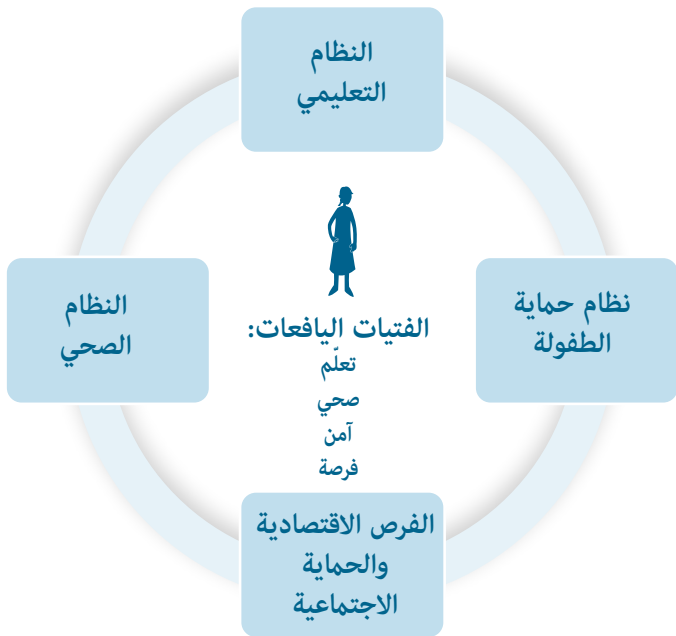 النظام
التعليمي
نظام حماية
الطفولة
النظام
الصحي
الفتيات اليافعات:
تعلّم
صحي
آمن
فرصة
الفرص الاقتصادية
والحماية
الاجتماعية